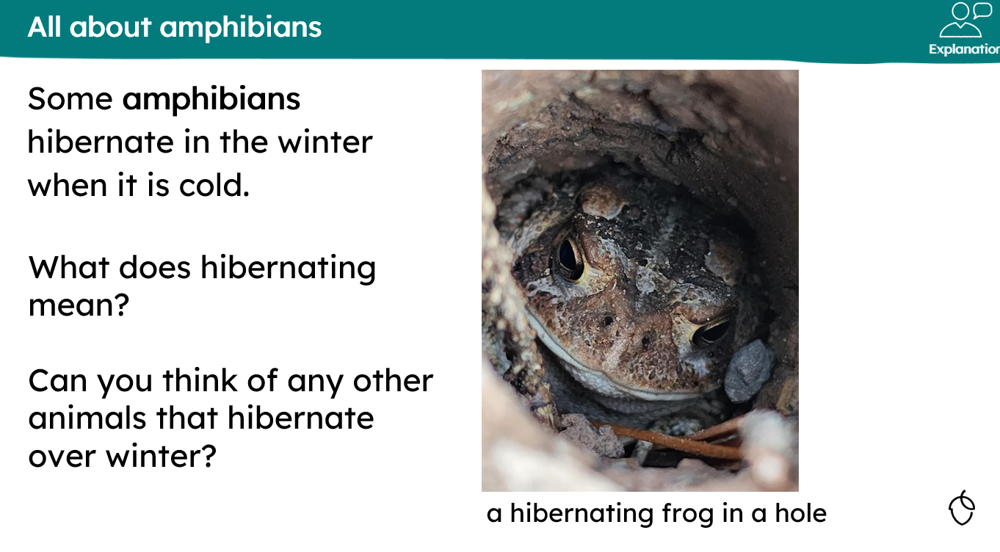 All about amphibians
Explanation
Some amphibians
hibernate in the winter
when it is cold.
What does hibernating
mean?
Can you think of any other
animals that hibernate
over winter?
a hibernating frog in a hole